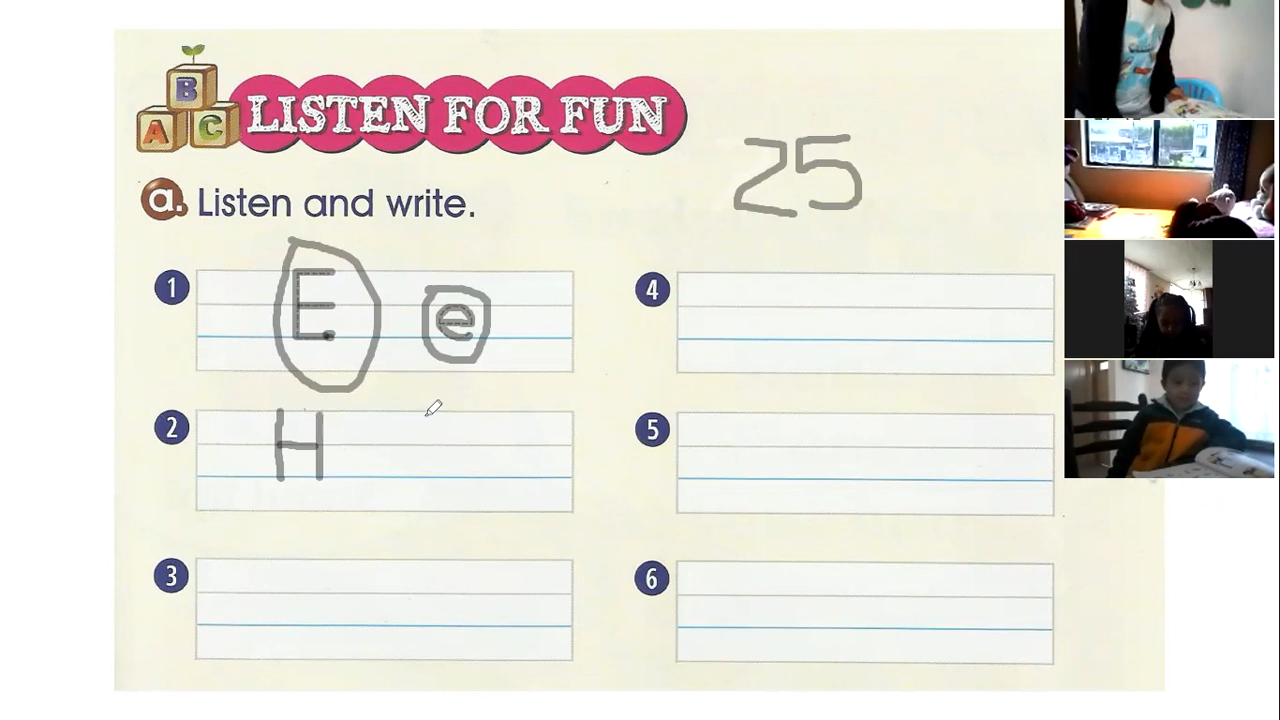 B
A C
LISTEN FOR FUN
25
a. Listen and write.
1 E e
4
2 H
5
3
6